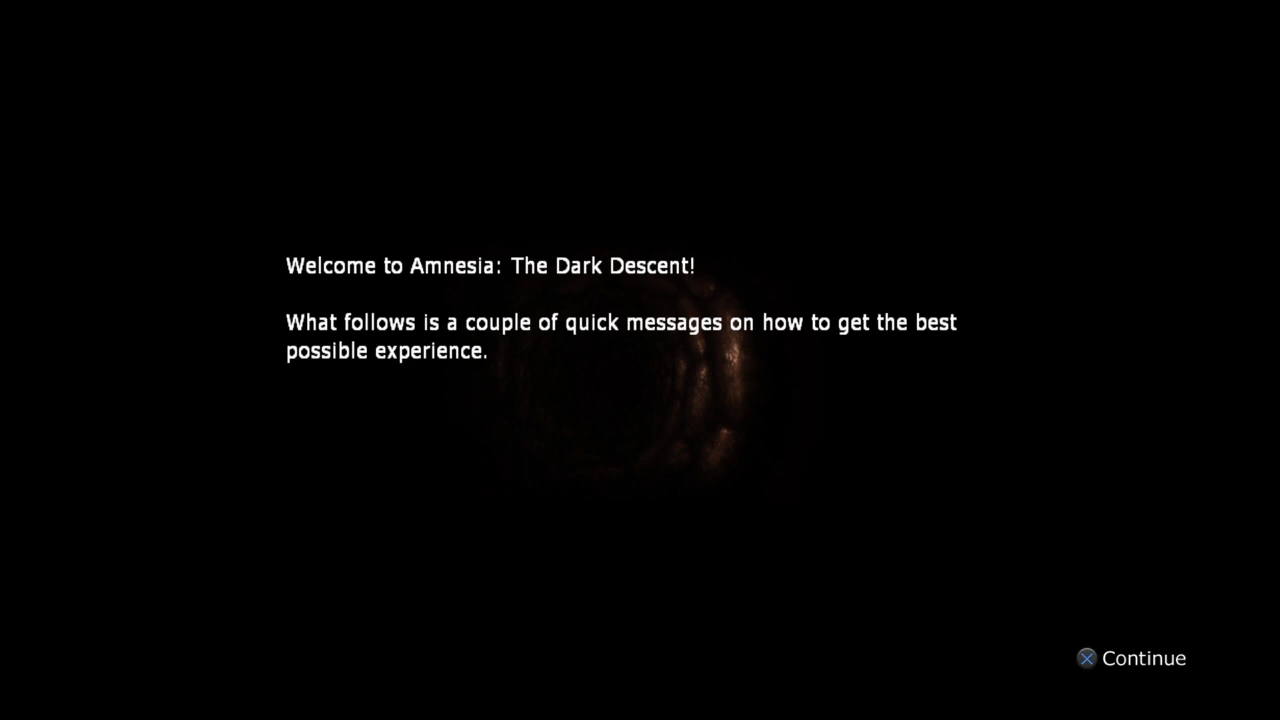 Welcome to Amnesia: The Dark Descent!
What follows is a couple of quick messages on how to get the best
possible experience.
Continue